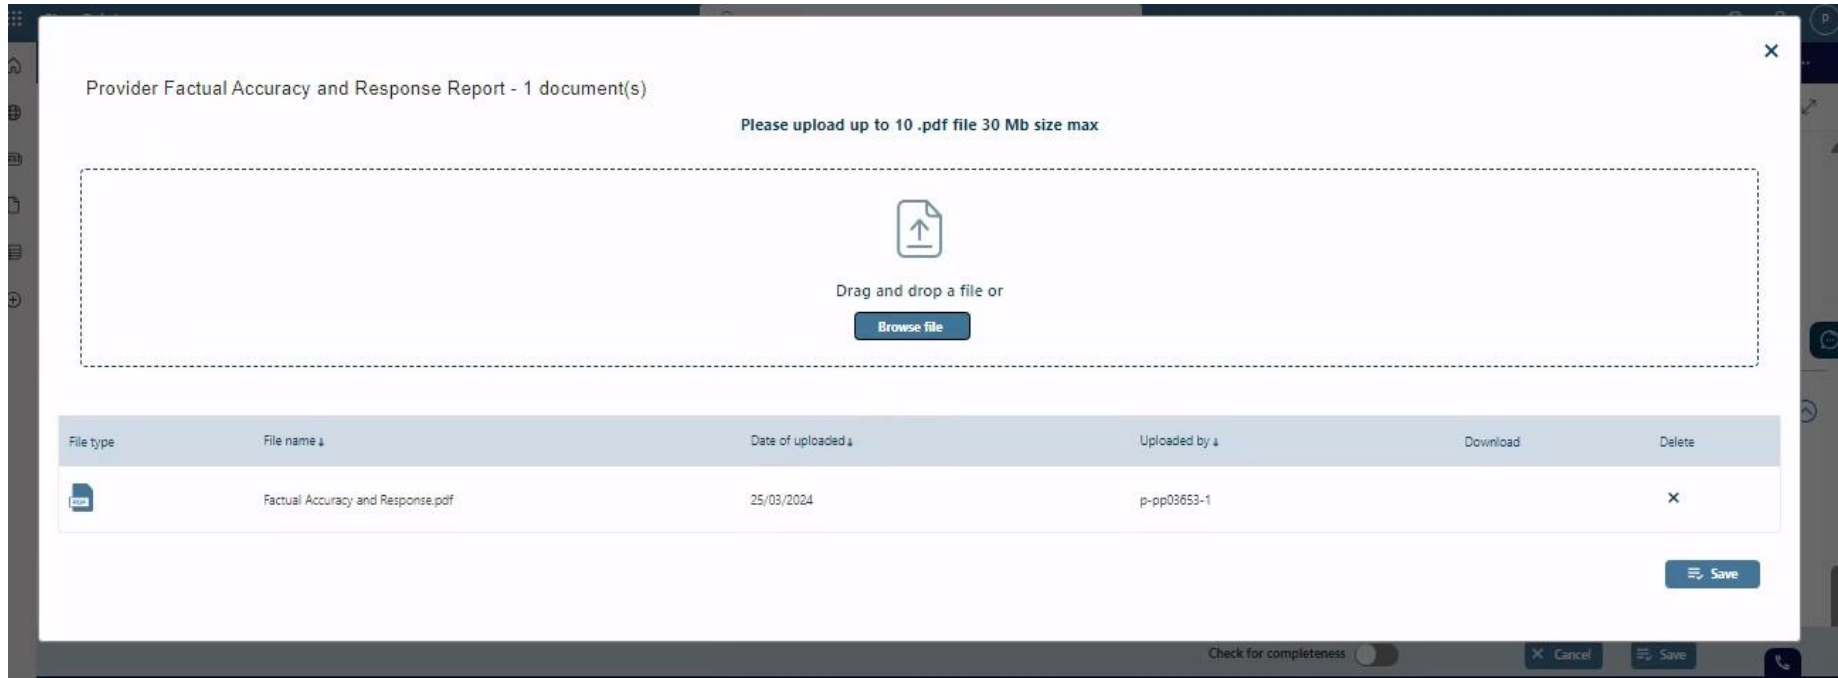 P
×
Provider Factual Accuracy and Response Report - 1 document(s)
Please upload up to 10 .pdf file 30 Mb size max
Drag and drop a file or
Browse file
File type File name↓ Date of uploaded↓ Uploaded by↓ Download Delete
PDF Factual Accuracy and Response.pdf 25/03/2024 p-pp03653-1 ×
Save
Check for completeness × Cancel Save